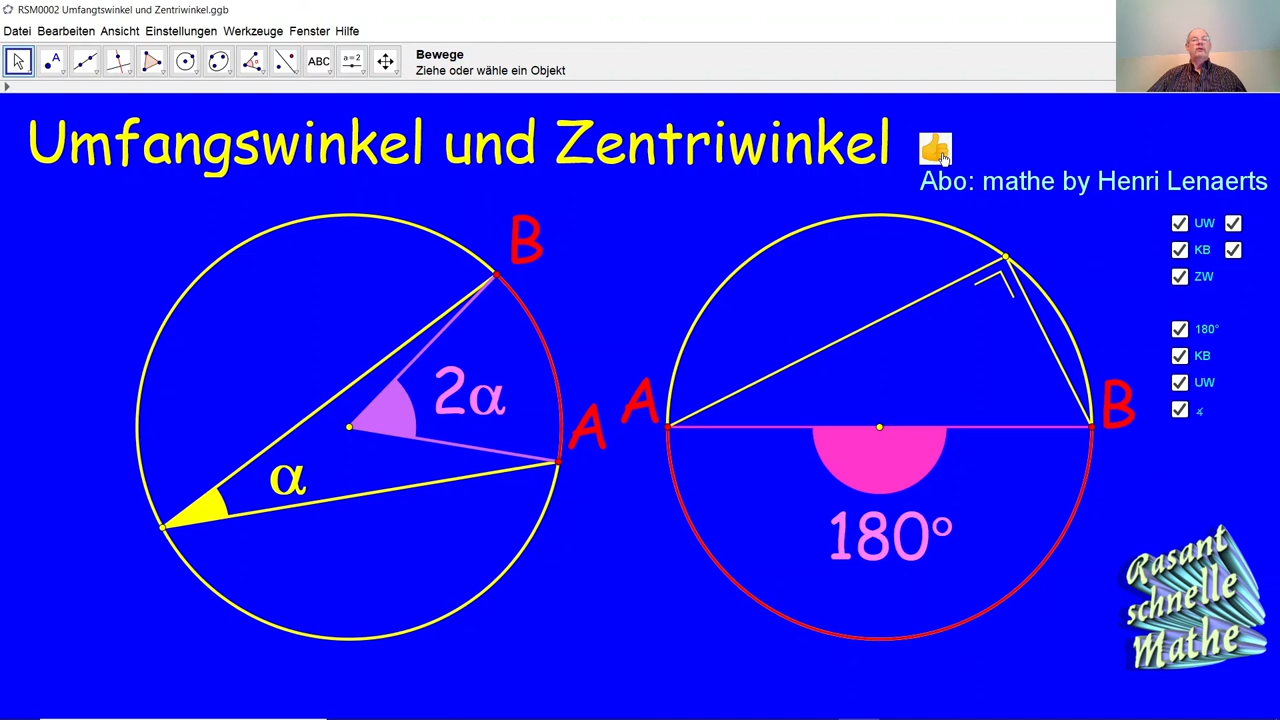 RSM0002 Umfangtswinkel und Zentriwinkel.ggb
Datei Bearbeiten Ansicht Einstellungen Werkzeuge Fenster Hilfe
A
ABC
a=2
Bewege
Ziehe oder wähle ein Objekt
Umfangswinkel und Zentriwinkel
Abo: mathe by Henri Lenaerts
B
2α
A
α
A
B
180°
UW
KB
ZW
180°
KB
UW
∡
Rasant
schnelle
Mathe